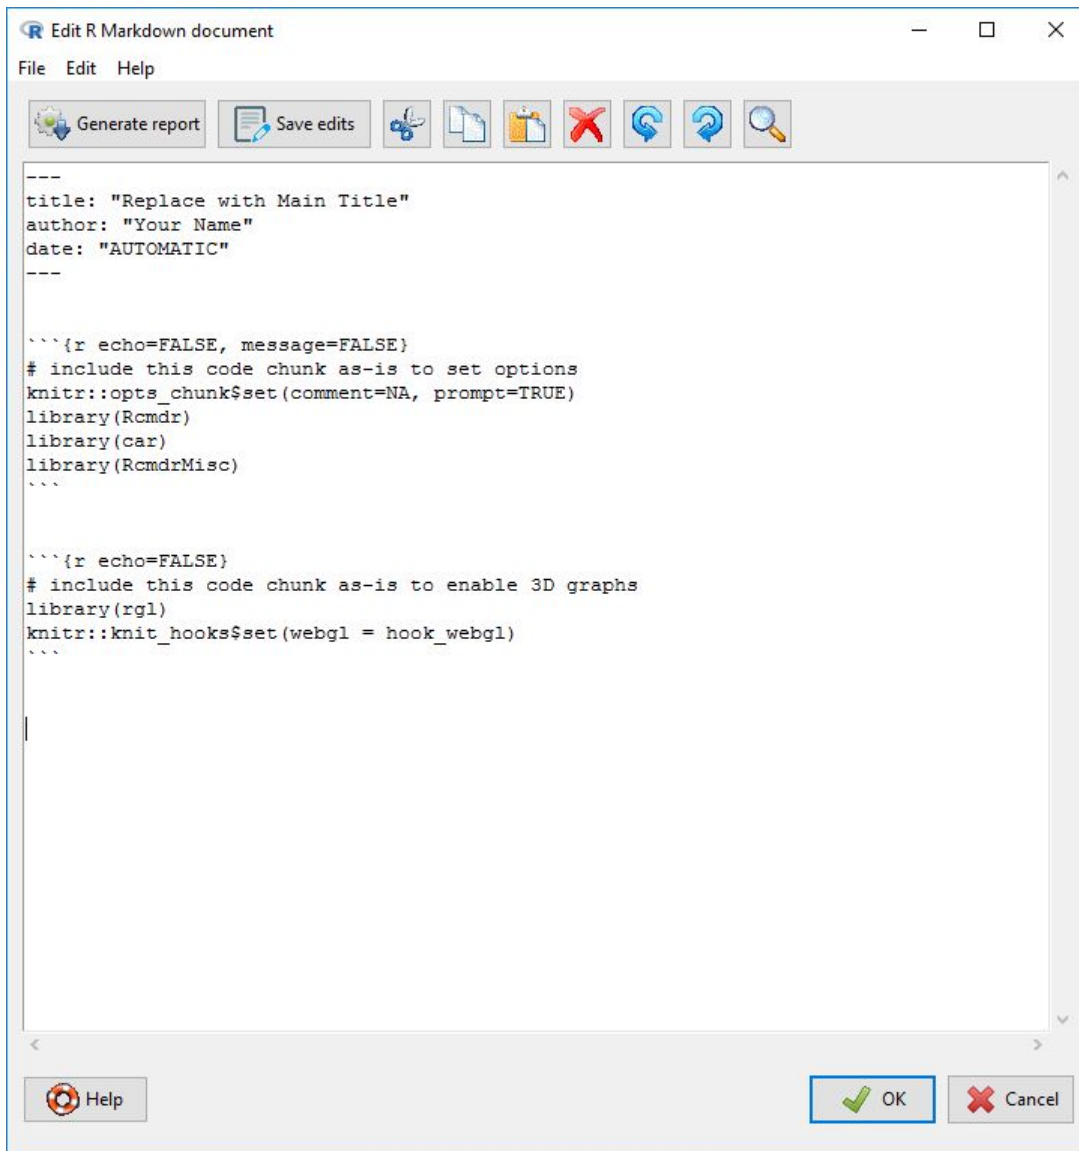 Edit R Markdown document
File Edit Help
Generate report Save edits
---
title: "Replace with Main Title"
author: "Your Name"
date: "AUTOMATIC"
---
```{r echo=FALSE, message=FALSE}
# include this code chunk as-is to set options
knitr::opts_chunk$set(comment=NA, prompt=TRUE)
library(Rcmdr)
library(car)
library(RcmdrMisc)
```
```{r echo=FALSE}
# include this code chunk as-is to enable 3D graphs
library(rgl)
knitr::knit_hooks$set(webgl = hook_webgl)
```
Help OK Cancel